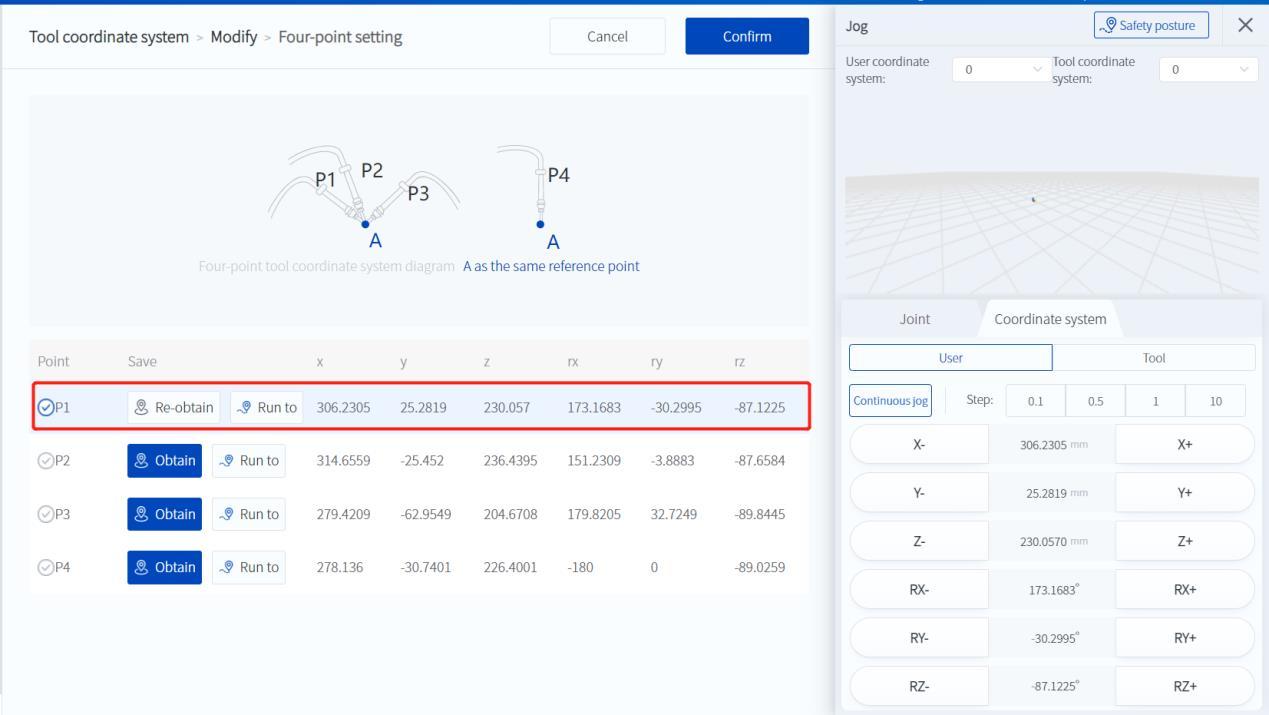 Tool coordinate system > Modify > Four-point setting
Cancel
Confirm
P1
P2
P3
A
P4
A
Four-point tool coordinate system diagram A as the same reference point
Point Save x y z rx ry rz
P1 Re-obtain Run to 306.2305 25.2819 230.057 173.1683 -30.2995 -87.1225
P2 Obtain Run to 314.6559 -25.452 236.4395 151.2309 -3.8883 -87.6584
P3 Obtain Run to 279.4209 -62.9549 204.6708 179.8205 32.7249 -89.8445
P4 Obtain Run to 278.136 -30.7401 226.4001 -180 0 -89.0259
Jog
Safety posture
User coordinate
system:
0
Tool coordinate
system:
0
Joint
Coordinate system
User
Tool
Continuous jog
Step: 0.1 0.5 1 10
X- 306.2305 mm X+
Y- 25.2819 mm Y+
Z- 230.0570 mm Z+
RX- 173.1683° RX+
RY- -30.2995° RY+
RZ- -87.1225° RZ+